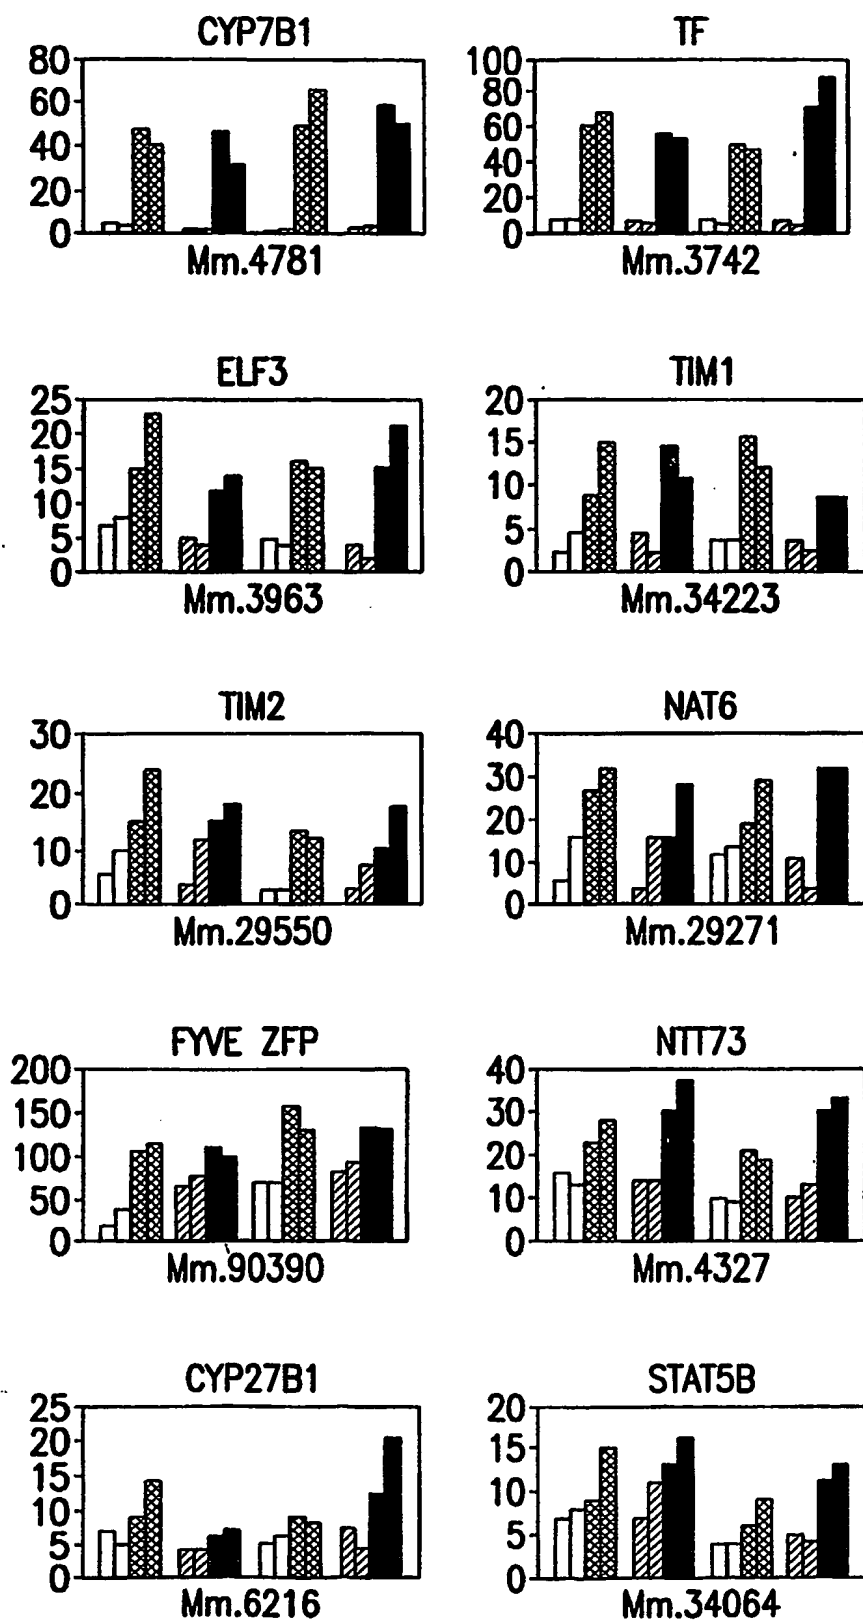 CYP7B1
80
60
40
20
0
Mm.4781
TF
100
80
60
40
20
0
Mm.3742
ELF3
25
20
15
10
5
0
Mm.3963
TIM1
20
15
10
5
0
Mm.34223
TIM2
30
20
10
0
Mm.29550
NAT6
40
30
20
10
0
Mm.29271
FYVE ZFP
200
150
100
50
0
Mm.90390
NTT73
40
30
20
10
0
Mm.4327
CYP27B1
25
20
15
10
5
0
Mm.6216
STAT5B
20
15
10
5
0
Mm.34064